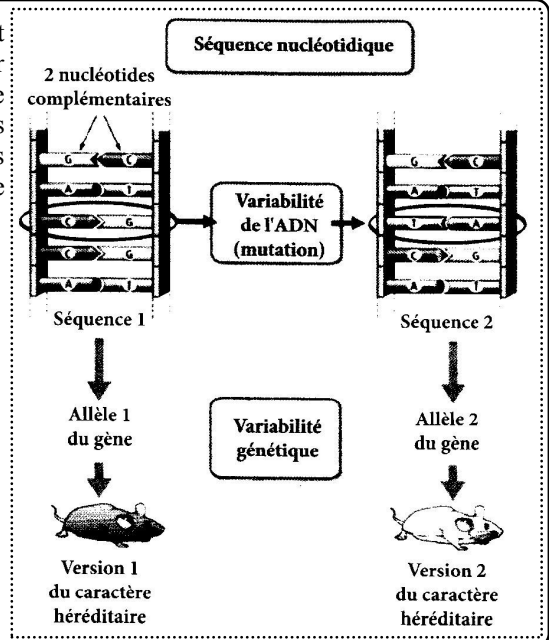 Séquence nucléotidique
2 nucléotides
complémentaires
G C
A T
C G
C G
A T
Séquence 1
Variabilité
de l'ADN
(mutation)
G C
A T
T A
C G
A T
Séquence 2
Allèle 1
du gène
Variabilité
génétique
Allèle 2
du gène
Version 1
du caractère
héréditaire
Version 2
du caractère
héréditaire